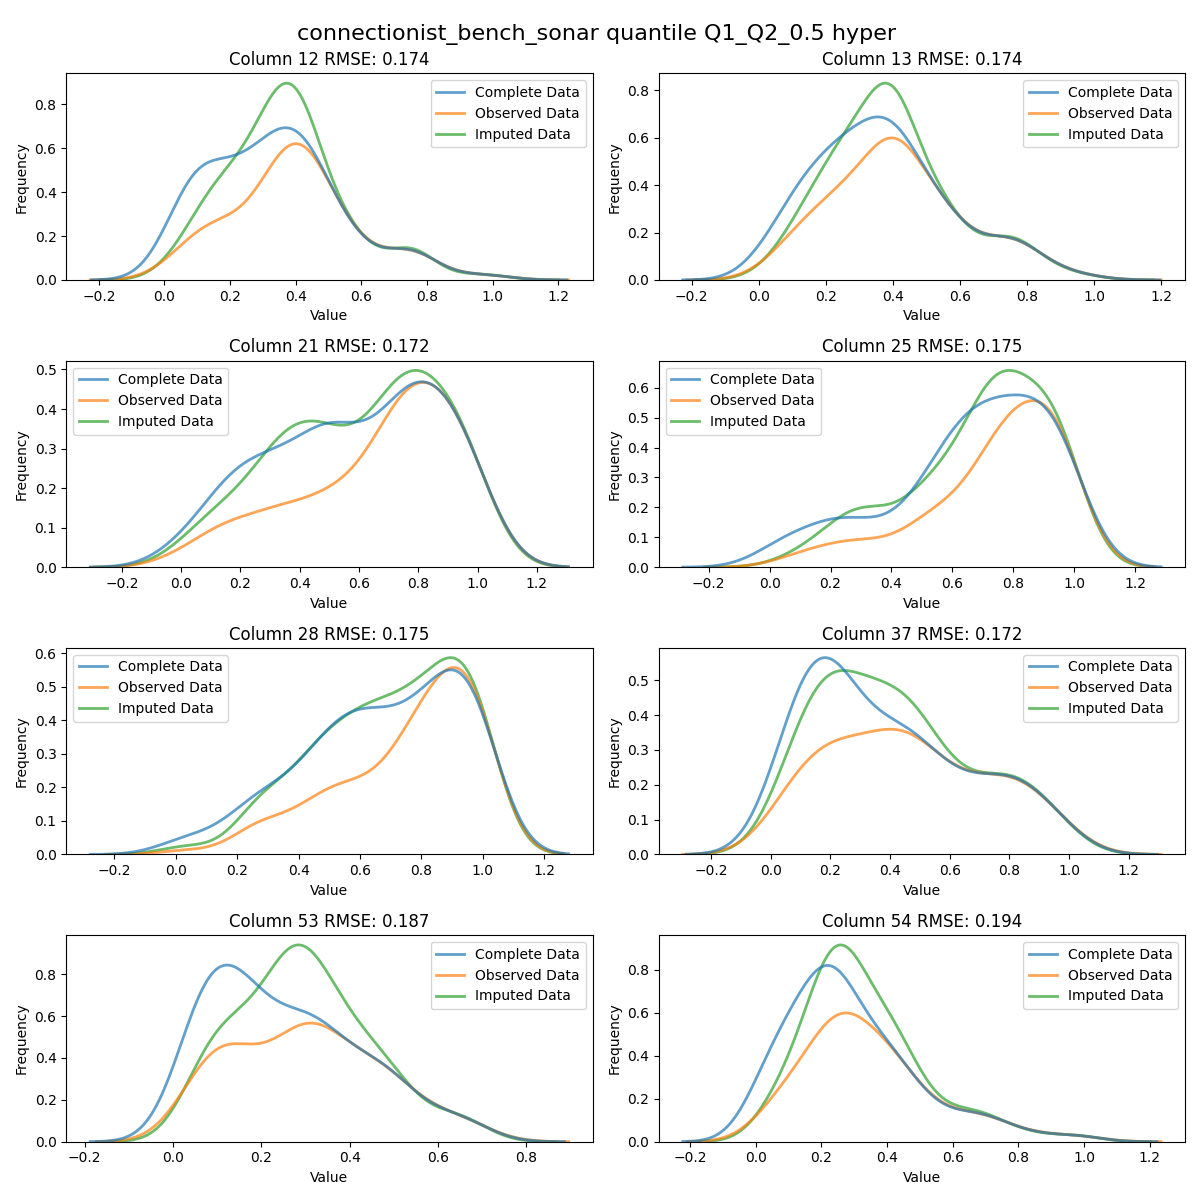 connectionist_bench_sonar quantile Q1_Q2_0.5 hyper
Column 12 RMSE: 0.174
Complete Data
Observed Data
Imputed Data
Frequency
0.8
0.6
0.4
0.2
0.0
−0.2 0.0 0.2 0.4 0.6 0.8 1.0 1.2
Value
Column 13 RMSE: 0.174
Complete Data
Observed Data
Imputed Data
Frequency
0.8
0.6
0.4
0.2
0.0
−0.2 0.0 0.2 0.4 0.6 0.8 1.0 1.2
Value
Column 21 RMSE: 0.172
Complete Data
Observed Data
Imputed Data
Frequency
0.5
0.4
0.3
0.2
0.1
0.0
−0.2 0.0 0.2 0.4 0.6 0.8 1.0 1.2
Value
Column 25 RMSE: 0.175
Complete Data
Observed Data
Imputed Data
Frequency
0.6
0.5
0.4
0.3
0.2
0.1
0.0
−0.2 0.0 0.2 0.4 0.6 0.8 1.0 1.2
Value
Column 28 RMSE: 0.175
Complete Data
Observed Data
Imputed Data
Frequency
0.6
0.5
0.4
0.3
0.2
0.1
0.0
−0.2 0.0 0.2 0.4 0.6 0.8 1.0 1.2
Value
Column 37 RMSE: 0.172
Complete Data
Observed Data
Imputed Data
Frequency
0.5
0.4
0.3
0.2
0.1
0.0
−0.2 0.0 0.2 0.4 0.6 0.8 1.0 1.2
Value
Column 53 RMSE: 0.187
Complete Data
Observed Data
Imputed Data
Frequency
0.8
0.6
0.4
0.2
0.0
−0.2 0.0 0.2 0.4 0.6 0.8
Value
Column 54 RMSE: 0.194
Complete Data
Observed Data
Imputed Data
Frequency
0.8
0.6
0.4
0.2
0.0
−0.2 0.0 0.2 0.4 0.6 0.8 1.0 1.2
Value